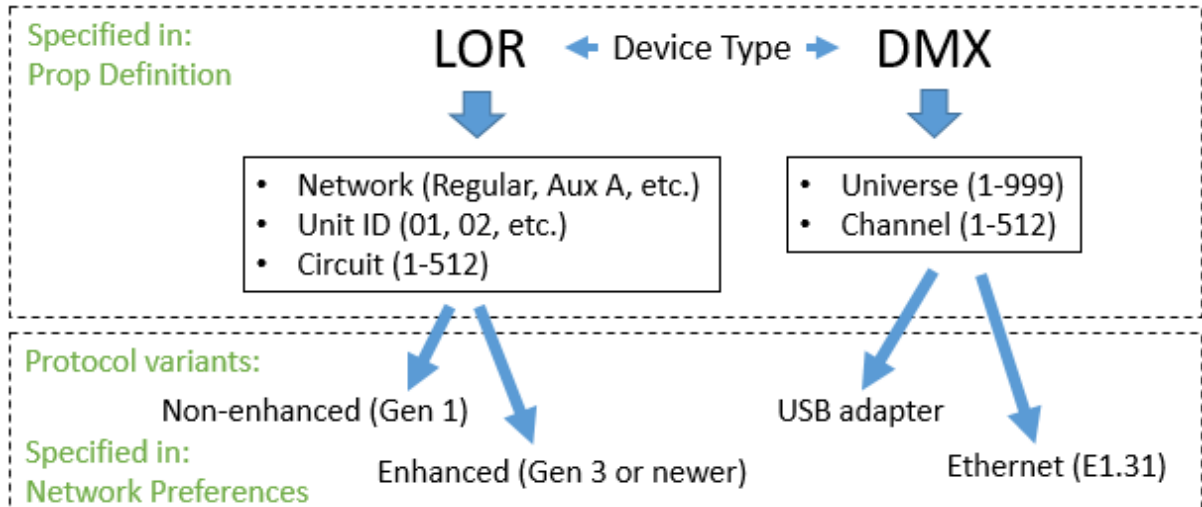 Specified in:
Prop Definition
LOR
Device Type
DMX
• Network (Regular, Aux A, etc.)
• Unit ID (01, 02, etc.)
• Circuit (1-512)
• Universe (1-999)
• Channel (1-512)
Protocol variants:
Non-enhanced (Gen 1)
USB adapter
Specified in:
Network Preferences
Enhanced (Gen 3 or newer)
Ethernet (E1.31)